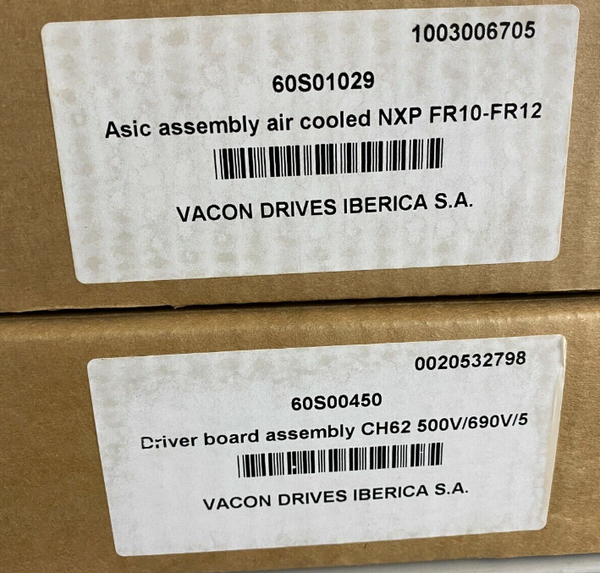 1003006705
60S01029
Asic assembly air cooled NXP FR10-FR12
VACON DRIVES IBERICA S.A.
0020532798
60S00450
Driver board assembly CH62 500V/690V/5
VACON DRIVES IBERICA S.A.